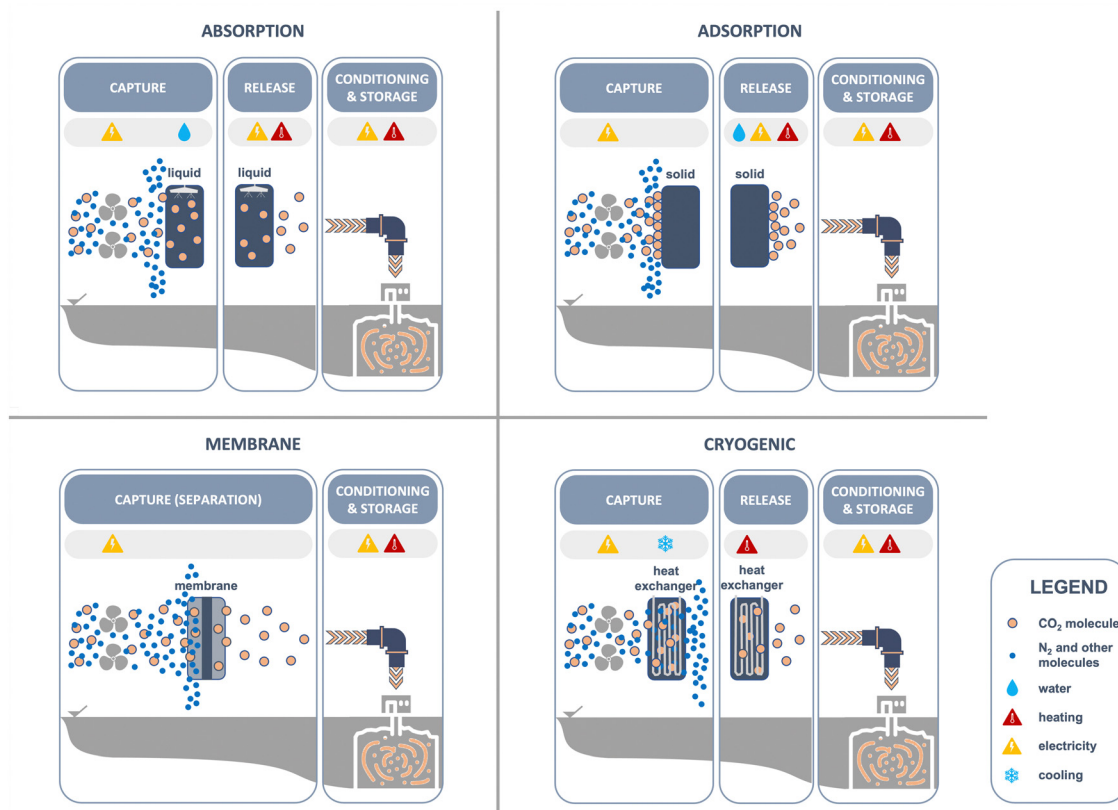 ABSORPTION
CAPTURE
RELEASE
CONDITIONING
& STORAGE
liquid
liquid
ADSORPTION
CAPTURE
RELEASE
CONDITIONING
& STORAGE
solid
solid
MEMBRANE
CAPTURE (SEPARATION)
CONDITIONING
& STORAGE
membrane
CRYOGENIC
CAPTURE
RELEASE
CONDITIONING
& STORAGE
heat
exchanger
heat
exchanger
LEGEND
CO₂ molecule
N₂ and other
molecules
water
heating
electricity
cooling